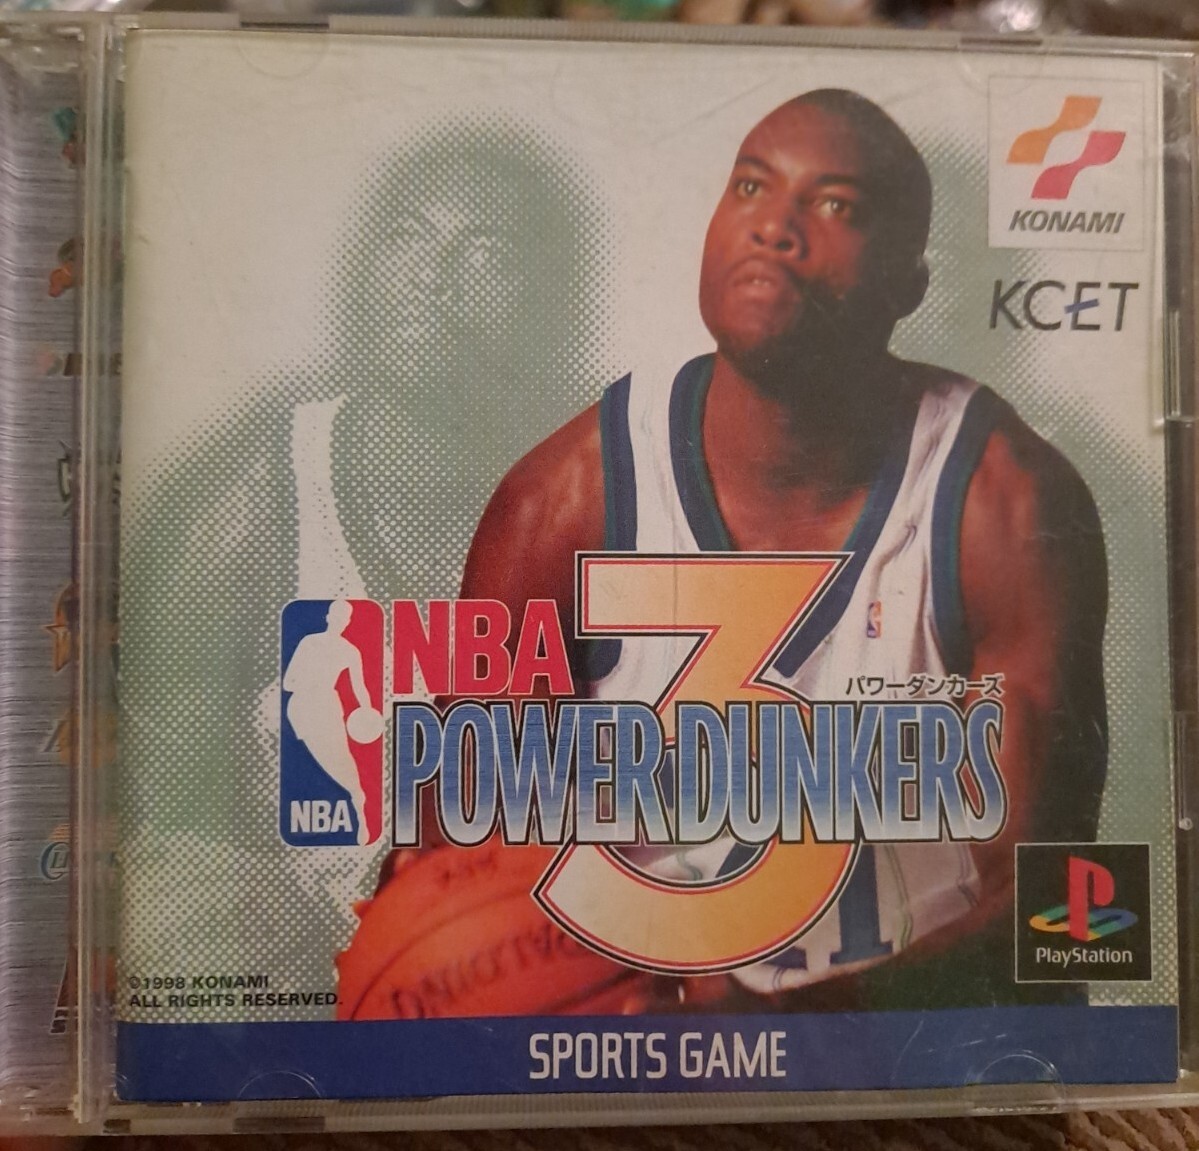 KONAMI
KCET
NBA
3
パワーダンカーズ
POWER DUNKERS
NBA
PlayStation
©1998 KONAMI
ALL RIGHTS RESERVED.
SPORTS GAME